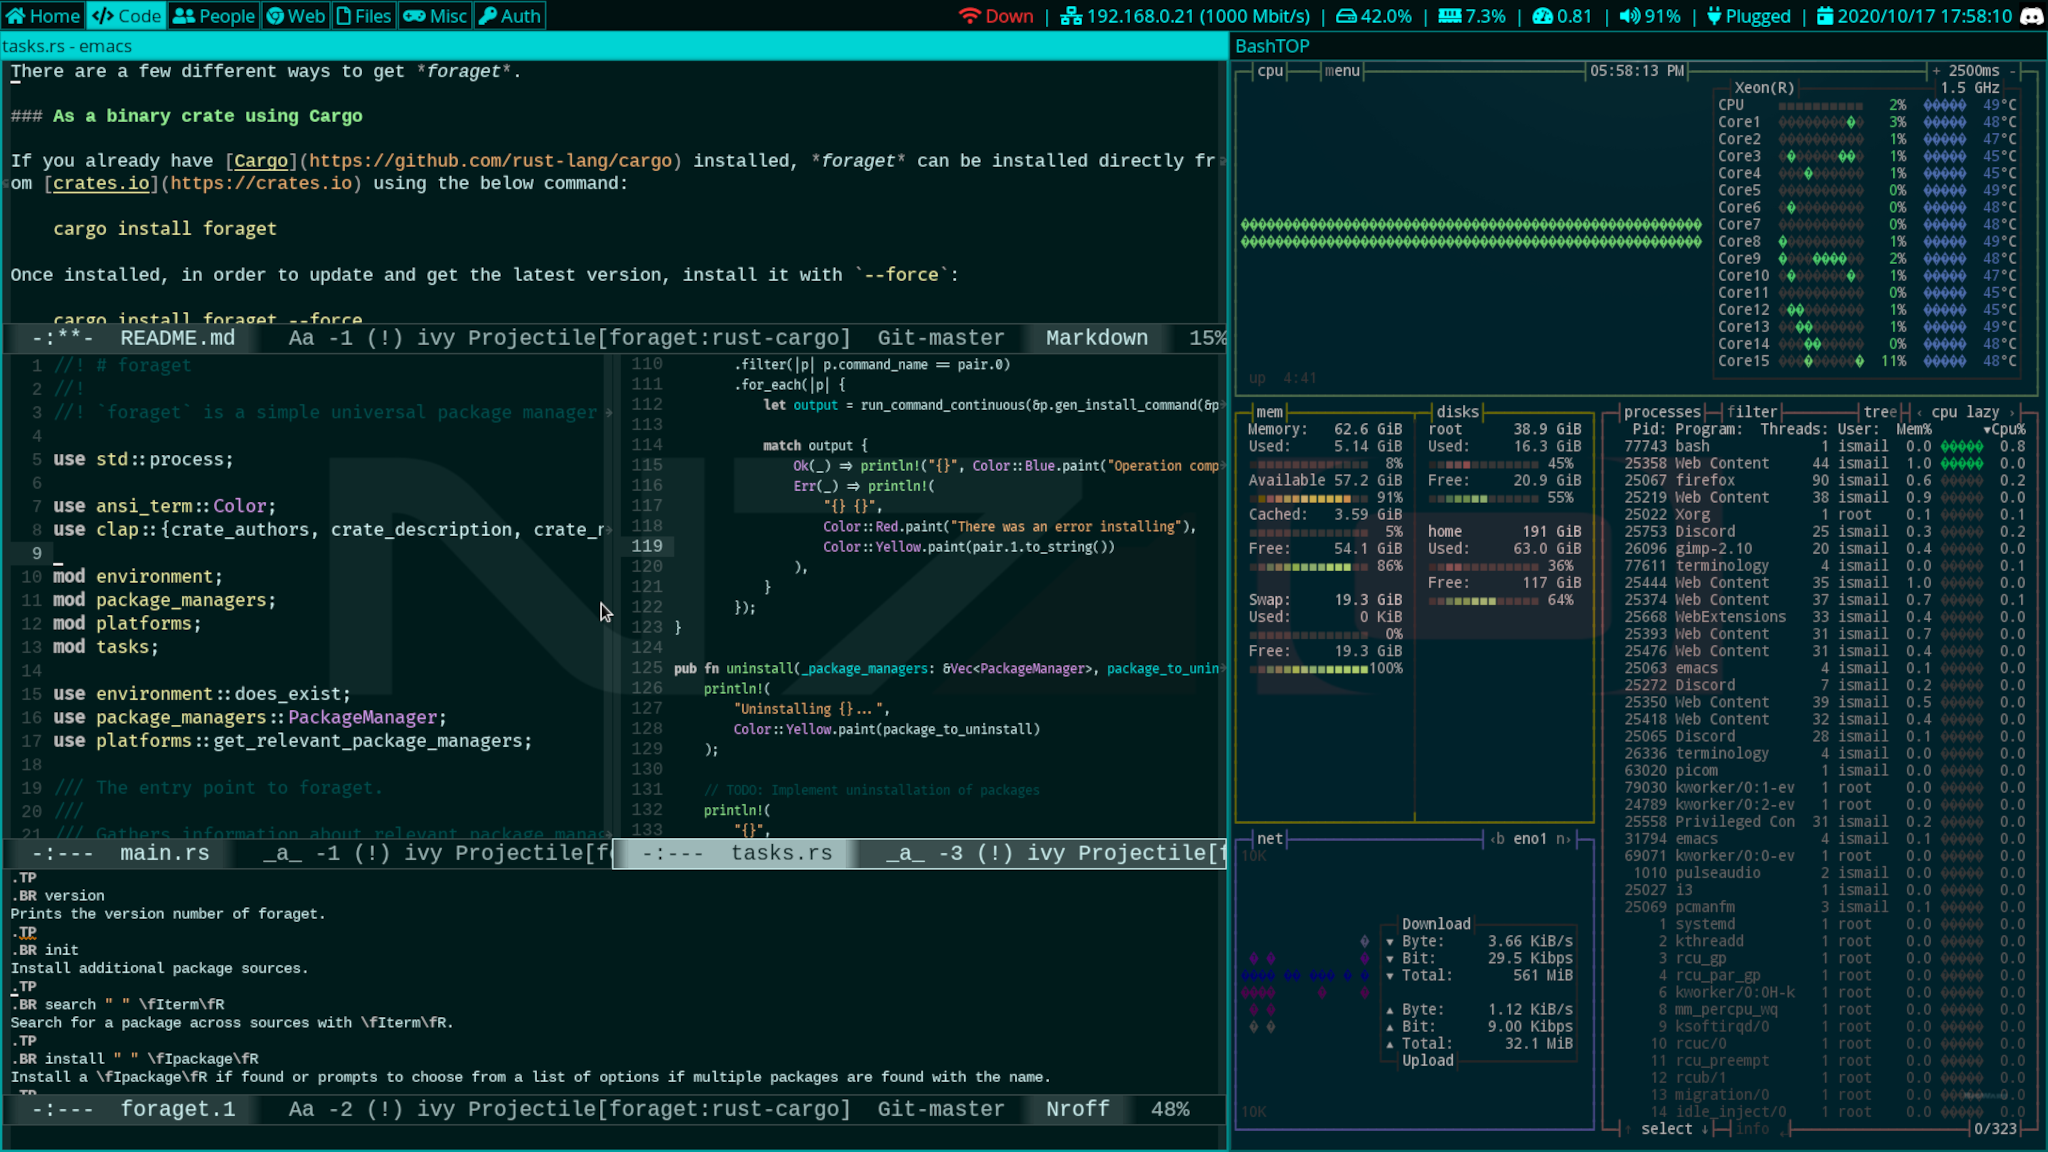 Home Code People Web Files Misc Auth Down | 192.168.0.21 (1000 Mbit/s) | 42.0% | 7.3% | 0.81 | 91% | Plugged | 2020/10/17 17:58:10
tasks.rs - emacs
There are a few different ways to get *foraget*.
### As a binary crate using Cargo
If you already have [Cargo](https://github.com/rust-lang/cargo) installed, *foraget* can be installed directly fr
om [crates.io](https://crates.io) using the below command:
cargo install foraget
Once installed, in order to update and get the latest version, install it with `--force`:
cargo install foraget --force
-:**- README.md Aa -1 (!) ivy Projectile[foraget:rust-cargo] Git-master Markdown 15%
1 //! # foraget
2 //!
3 //! `foraget` is a simple universal package manager
4
5 use std::process;
6
7 use ansi_term::Color;
8 use clap::{crate_authors, crate_description, crate_n
9
10 mod environment;
11 mod package_managers;
12 mod platforms;
13 mod tasks;
14
15 use environment::does_exist;
16 use package_managers::PackageManager;
17 use platforms::get_relevant_package_managers;
18
19 /// The entry point to foraget.
20 ///
21 /// Gathers information about relevant package manag
-:--- main.rs _a_ -1 (!) ivy Projectile[f
110 .filter(|p| p.command_name == pair.0)
111 .for_each(|p| {
112 let output = run_command_continuous(&p.gen_install_command(&p
113
114 match output {
115 Ok(_) => println!("{}", Color::Blue.paint("Operation comp
116 Err(_) => println!(
117 "{} {}",
118 Color::Red.paint("There was an error installing"),
119 Color::Yellow.paint(pair.1.to_string())
120 ),
121 }
122 });
123 }
124
125 pub fn uninstall(_package_managers: &Vec<PackageManager>, package_to_unin
126 println!(
127 "Uninstalling {}...",
128 Color::Yellow.paint(package_to_uninstall)
129 );
130
131 // TODO: Implement uninstallation of packages
132 println!(
133 "{}",
-:--- tasks.rs _a_ -3 (!) ivy Projectile[f
.TP
.BR version
Prints the version number of foraget.
.TP
.BR init
Install additional package sources.
.TP
.BR search " " \fIterm\fR
Search for a package across sources with \fIterm\fR.
.TP
.BR install " " \fIpackage\fR
Install a \fIpackage\fR if found or prompts to choose from a list of options if multiple packages are found with the name.
.TP
-:--- foraget.1 Aa -2 (!) ivy Projectile[foraget:rust-cargo] Git-master Nroff 48%
BashTOP
cpu menu 05:58:13 PM + 2500ms -
Xeon(R) 1.5 GHz
CPU 2% 49°C
Core1 3% 48°C
Core2 1% 47°C
Core3 1% 45°C
Core4 1% 45°C
Core5 0% 49°C
Core6 0% 48°C
Core7 0% 48°C
Core8 1% 49°C
Core9 2% 48°C
Core10 1% 47°C
Core11 0% 45°C
Core12 1% 45°C
Core13 1% 49°C
Core14 0% 48°C
Core15 11% 48°C
up 4:41
mem
Memory: 62.6 GiB
Used: 5.14 GiB
8%
Available 57.2 GiB
91%
Cached: 3.59 GiB
5%
Free: 54.1 GiB
86%
Swap: 19.3 GiB
Used: 0 KiB
0%
Free: 19.3 GiB
100%
disks
root 38.9 GiB
Used: 16.3 GiB
45%
Free: 20.9 GiB
55%
home 191 GiB
Used: 63.0 GiB
36%
Free: 117 GiB
64%
net ‹b eno1 n›
10K
Download
▼ Byte: 3.66 KiB/s
▼ Bit: 29.5 Kibps
▼ Total: 561 MiB
▲ Byte: 1.12 KiB/s
▲ Bit: 9.00 Kibps
▲ Total: 32.1 MiB
Upload
10K
processes filter tree ‹ cpu lazy ›
Pid: Program: Threads: User: Mem% ▼Cpu%
77743 bash 1 ismail 0.0 0.8
25358 Web Content 44 ismail 1.0 0.0
25067 firefox 90 ismail 0.6 0.2
25219 Web Content 38 ismail 0.9 0.0
25022 Xorg 1 root 0.1 0.1
25753 Discord 25 ismail 0.3 0.2
26096 gimp-2.10 20 ismail 0.4 0.0
77611 terminology 4 ismail 0.0 0.1
25444 Web Content 35 ismail 1.0 0.0
25374 Web Content 37 ismail 0.7 0.1
25668 WebExtensions 33 ismail 0.4 0.0
25393 Web Content 31 ismail 0.7 0.0
25476 Web Content 31 ismail 0.4 0.0
25063 emacs 4 ismail 0.1 0.0
25272 Discord 7 ismail 0.2 0.0
25350 Web Content 39 ismail 0.5 0.0
25418 Web Content 32 ismail 0.4 0.0
25065 Discord 28 ismail 0.1 0.0
26336 terminology 4 ismail 0.0 0.0
63020 picom 1 ismail 0.0 0.0
79030 kworker/0:1-ev 1 root 0.0 0.0
24789 kworker/0:2-ev 1 root 0.0 0.0
25558 Privileged Con 31 ismail 0.2 0.0
31794 emacs 4 ismail 0.1 0.0
69071 kworker/0:0-ev 1 root 0.0 0.0
1010 pulseaudio 2 ismail 0.0 0.0
25027 i3 1 ismail 0.0 0.0
25069 pcmanfm 3 ismail 0.1 0.0
1 systemd 1 root 0.0 0.0
2 kthreadd 1 root 0.0 0.0
3 rcu_gp 1 root 0.0 0.0
4 rcu_par_gp 1 root 0.0 0.0
6 kworker/0:0H-k 1 root 0.0 0.0
8 mm_percpu_wq 1 root 0.0 0.0
9 ksoftirqd/0 1 root 0.0 0.0
10 rcuc/0 1 root 0.0 0.0
11 rcu_preempt 1 root 0.0 0.0
12 rcub/1 1 root 0.0 0.0
13 migration/0 1 root 0.0 0.0
14 idle_inject/0 1 root 0.0 0.0
↑ select ↓ info 0/323